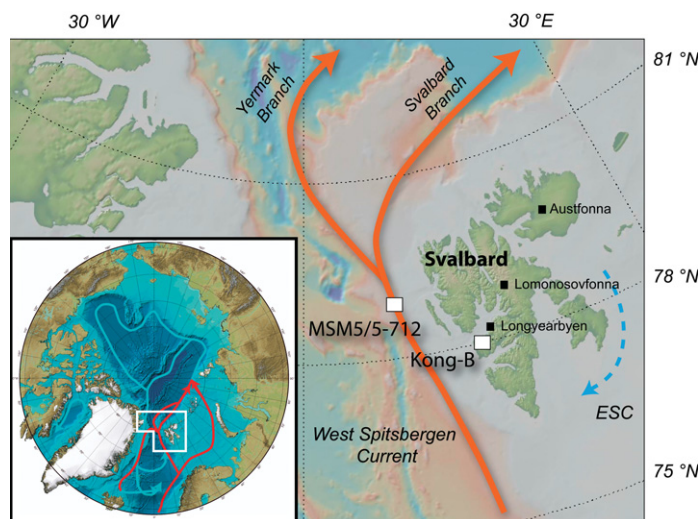 30 °W
30 °E
81 °N
Yermark
Branch
Svalbard
Branch
Austfonna
Svalbard
Lomonosovfonna
78 °N
MSM5/5-712
Longyearbyen
Kong-B
ESC
West Spitsbergen
Current
75 °N